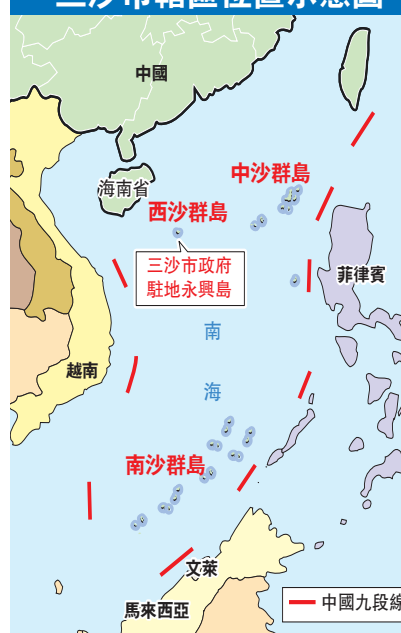 三沙市轄區位置示意圖
中國
海南省
中沙群島
西沙群島
三沙市政府
駐地永興島
菲律賓
南
海
越南
南沙群島
文萊
馬來西亞
中國九段線